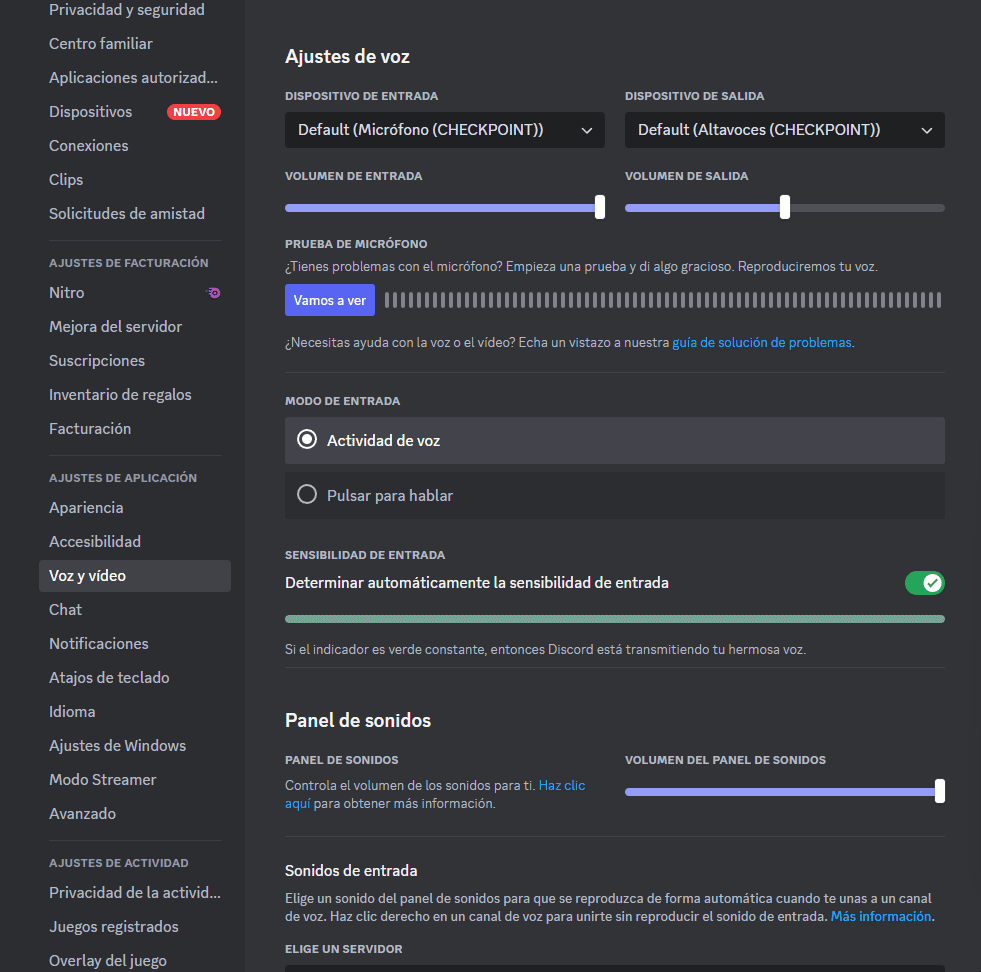 Privacidad y seguridad
Centro familiar
Aplicaciones autorizad...
Dispositivos NUEVO
Conexiones
Clips
Solicitudes de amistad
AJUSTES DE FACTURACIÓN
Nitro
Mejora del servidor
Suscripciones
Inventario de regalos
Facturación
AJUSTES DE APLICACIÓN
Apariencia
Accesibilidad
Voz y vídeo
Chat
Notificaciones
Atajos de teclado
Idioma
Ajustes de Windows
Modo Streamer
Avanzado
AJUSTES DE ACTIVIDAD
Privacidad de la activid...
Juegos registrados
Overlay del juego
Ajustes de voz
DISPOSITIVO DE ENTRADA
Default (Micrófono (CHECKPOINT))
DISPOSITIVO DE SALIDA
Default (Altavoces (CHECKPOINT))
VOLUMEN DE ENTRADA
VOLUMEN DE SALIDA
PRUEBA DE MICRÓFONO
¿Tienes problemas con el micrófono? Empieza una prueba y di algo gracioso. Reproduciremos tu voz.
Vamos a ver
¿Necesitas ayuda con la voz o el vídeo? Echa un vistazo a nuestra guía de solución de problemas.
MODO DE ENTRADA
Actividad de voz
Pulsar para hablar
SENSIBILIDAD DE ENTRADA
Determinar automáticamente la sensibilidad de entrada
Si el indicador es verde constante, entonces Discord está transmitiendo tu hermosa voz.
Panel de sonidos
PANEL DE SONIDOS
Controla el volumen de los sonidos para ti. Haz clic
aquí para obtener más información.
VOLUMEN DEL PANEL DE SONIDOS
Sonidos de entrada
Elige un sonido del panel de sonidos para que se reproduzca de forma automática cuando te unas a un canal
de voz. Haz clic derecho en un canal de voz para unirte sin reproducir el sonido de entrada. Más información.
ELIGE UN SERVIDOR